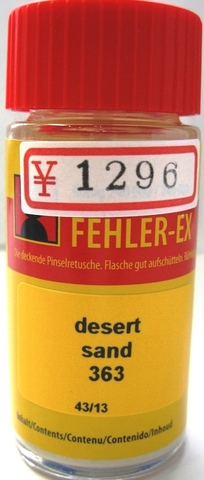 ¥ 1296
FEHLER-EX
Die deckende Pinselretusche. Flasche gut aufschütteln.
desert
sand
363
43/13
Inhalt/Contents/Contenu/Contenido/Inhoud